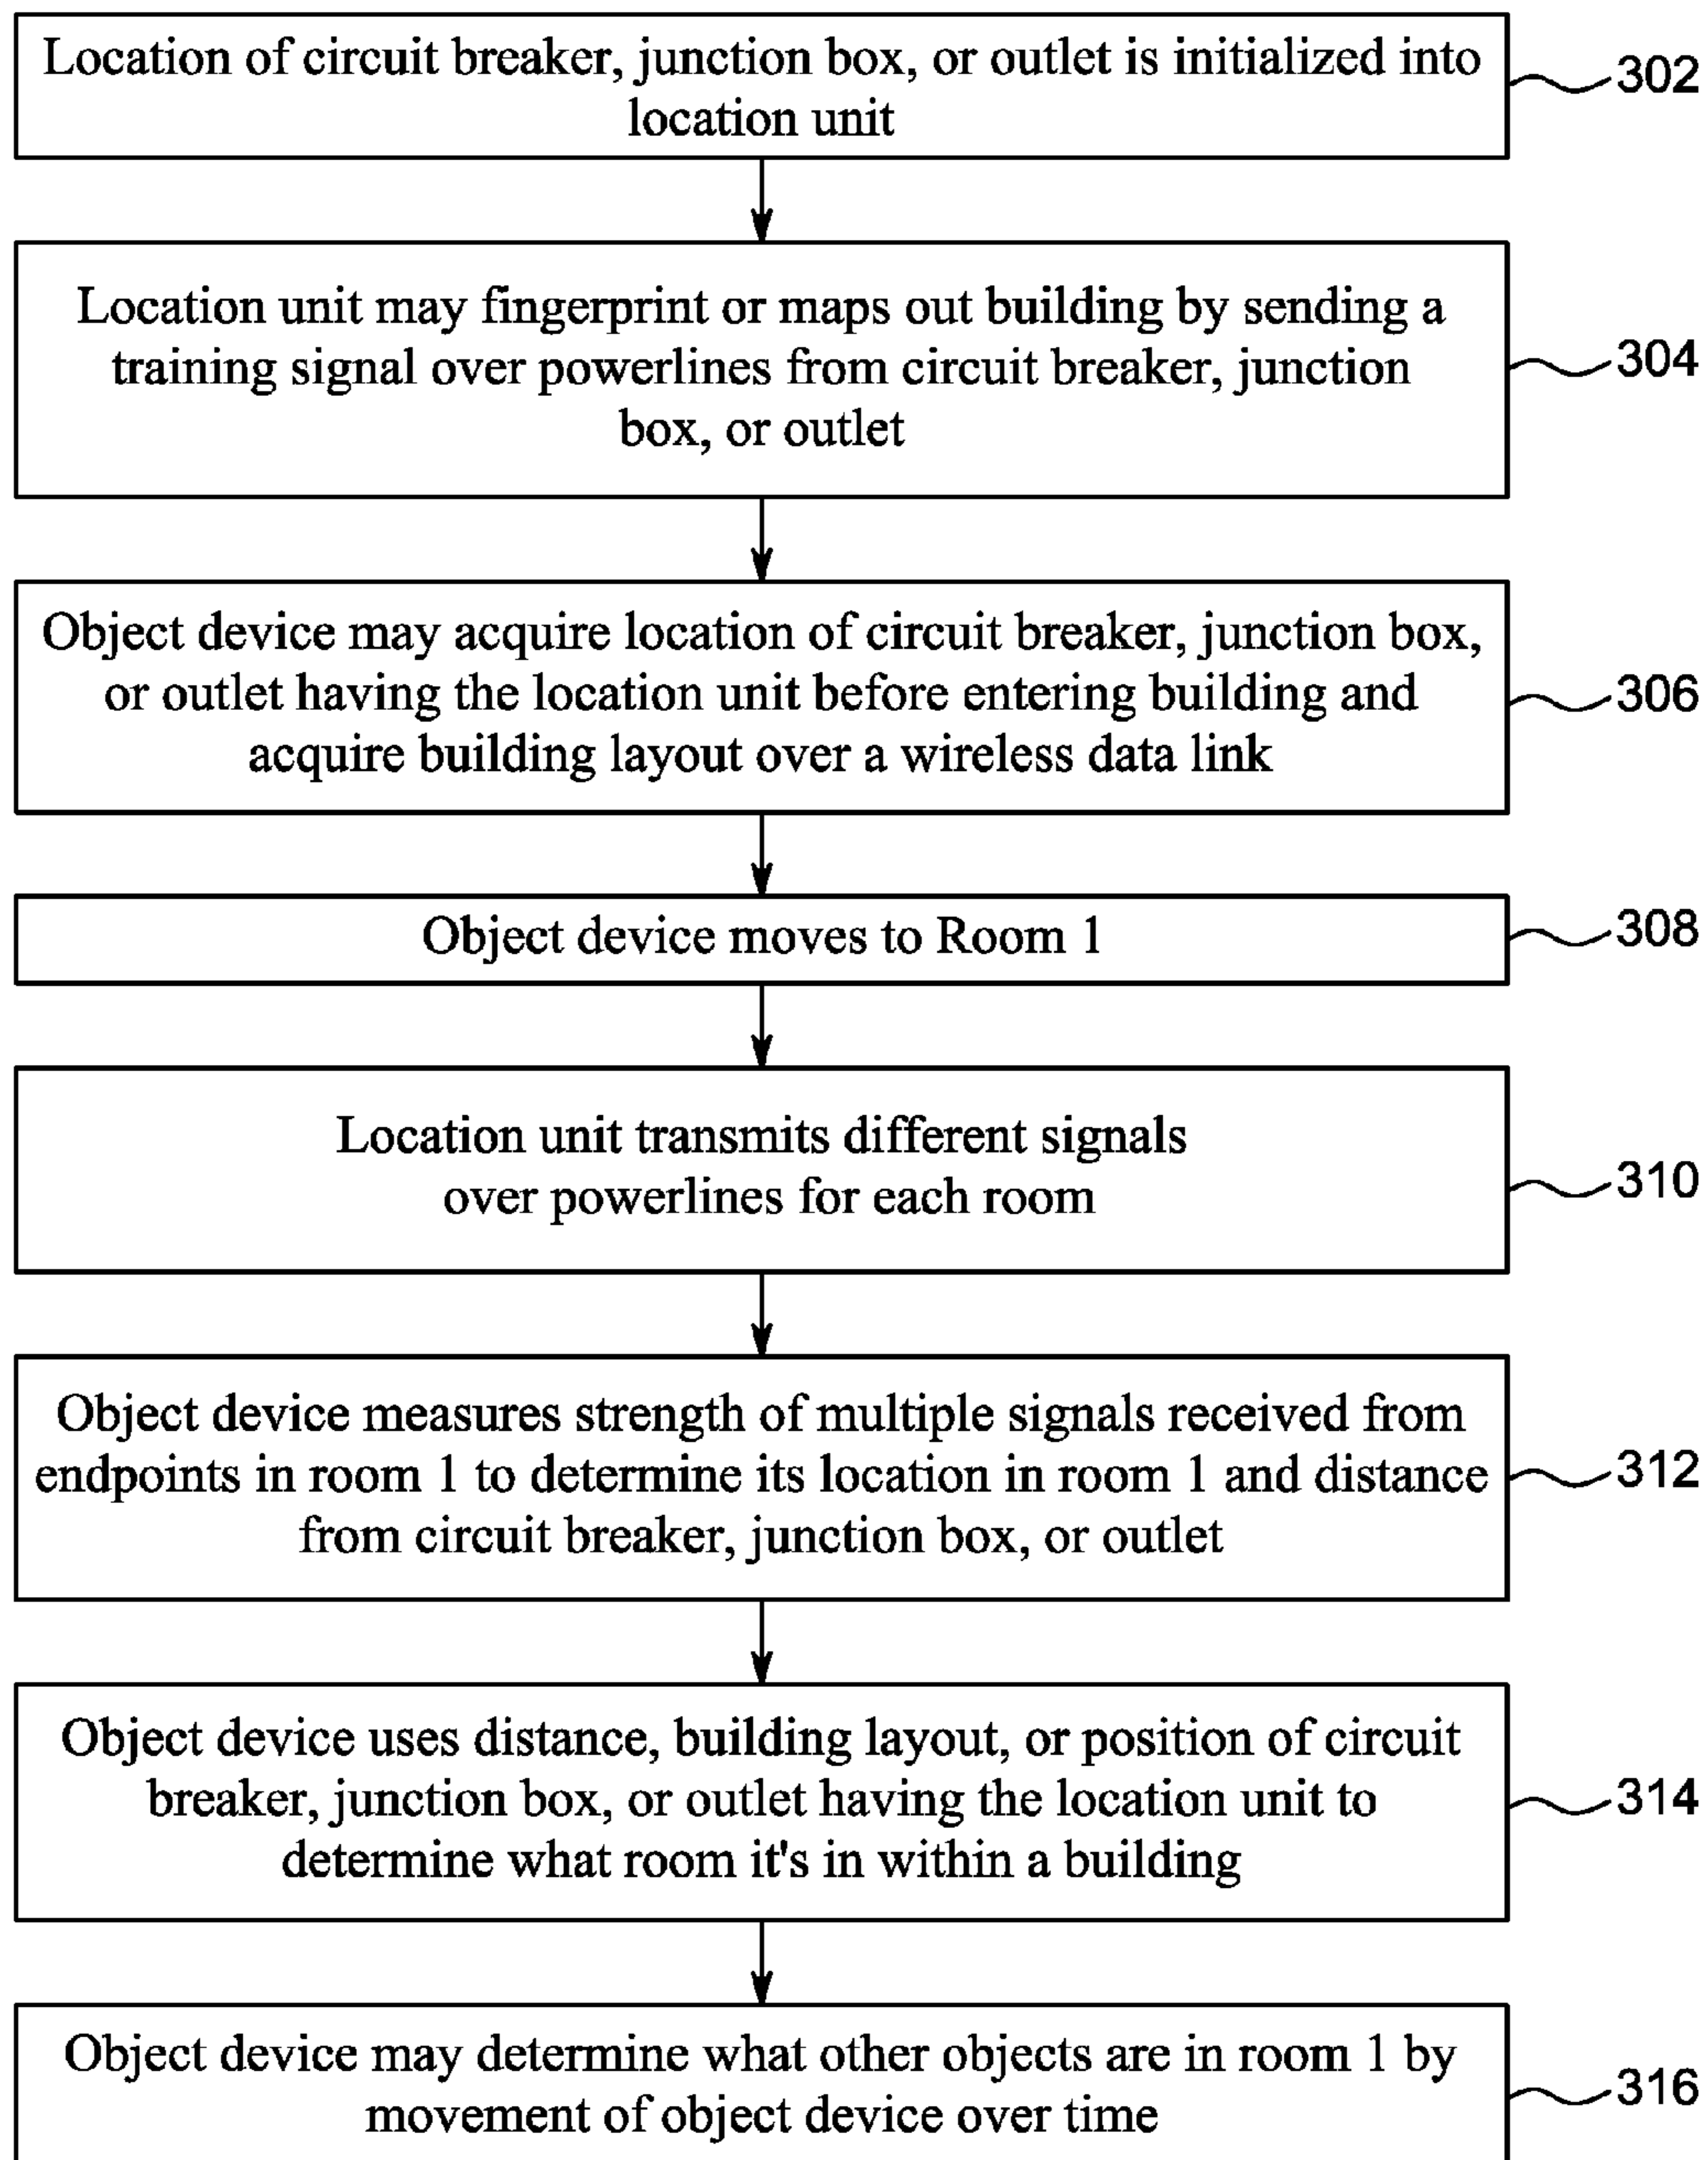 Location of circuit breaker, junction box, or outlet is initialized into
location unit
302
Location unit may fingerprint or maps out building by sending a
training signal over powerlines from circuit breaker, junction
box, or outlet
304
Object device may acquire location of circuit breaker, junction box,
or outlet having the location unit before entering building and
acquire building layout over a wireless data link
306
Object device moves to Room 1
308
Location unit transmits different signals
over powerlines for each room
310
Object device measures strength of multiple signals received from
endpoints in room 1 to determine its location in room 1 and distance
from circuit breaker, junction box, or outlet
312
Object device uses distance, building layout, or position of circuit
breaker, junction box, or outlet having the location unit to
determine what room it's in within a building
314
Object device may determine what other objects are in room 1 by
movement of object device over time
316